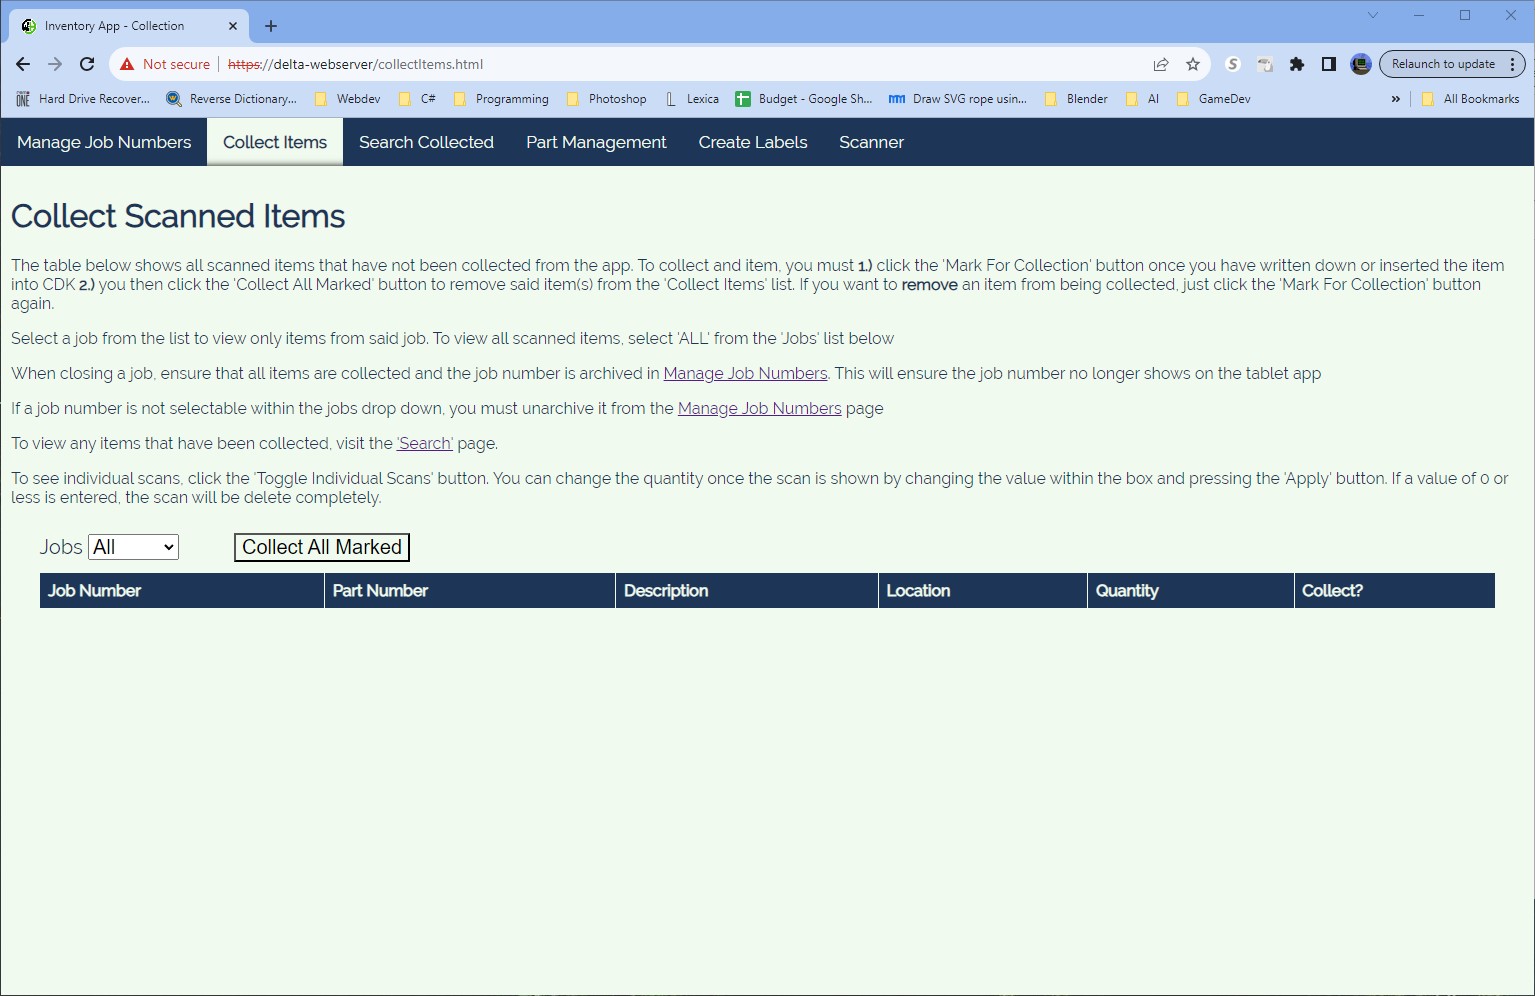 Inventory App - Collection
Not secure https://delta-webserver/collectItems.html
Relaunch to update
Hard Drive Recover... Reverse Dictionary... Webdev C# Programming Photoshop Lexica Budget - Google Sh... Draw SVG rope usin... Blender AI GameDev » All Bookmarks
Manage Job Numbers Collect Items Search Collected Part Management Create Labels Scanner
Collect Scanned Items
The table below shows all scanned items that have not been collected from the app. To collect and item, you must 1.) click the 'Mark For Collection' button once you have written down or inserted the item
into CDK 2.) you then click the 'Collect All Marked' button to remove said item(s) from the 'Collect Items' list. If you want to remove an item from being collected, just click the 'Mark For Collection' button
again.
Select a job from the list to view only items from said job. To view all scanned items, select 'ALL' from the 'Jobs' list below
When closing a job, ensure that all items are collected and the job number is archived in Manage Job Numbers. This will ensure the job number no longer shows on the tablet app
If a job number is not selectable within the jobs drop down, you must unarchive it from the Manage Job Numbers page
To view any items that have been collected, visit the 'Search' page.
To see individual scans, click the 'Toggle Individual Scans' button. You can change the quantity once the scan is shown by changing the value within the box and pressing the 'Apply' button. If a value of 0 or
less is entered, the scan will be delete completely.
Jobs All Collect All Marked
Job Number Part Number Description Location Quantity Collect?